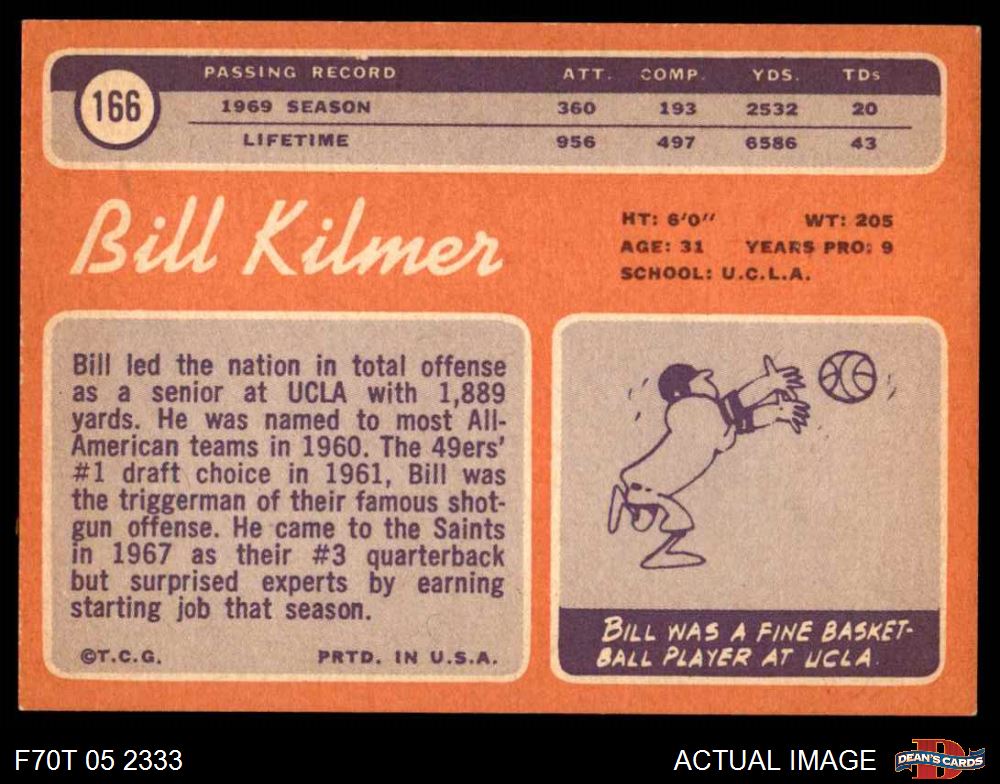 166
PASSING RECORD ATT. COMP. YDS. TDs
1969 SEASON 360 193 2532 20
LIFETIME 956 497 6586 43
Bill Kilmer
HT: 6'0" WT: 205
AGE: 31 YEARS PRO: 9
SCHOOL: U.C.L.A.
Bill led the nation in total offense
as a senior at UCLA with 1,889
yards. He was named to most All-
American teams in 1960. The 49ers'
#1 draft choice in 1961, Bill was
the triggerman of their famous shot-
gun offense. He came to the Saints
in 1967 as their #3 quarterback
but surprised experts by earning
starting job that season.
©T.C.G. PRTD. IN U.S.A.
BILL WAS A FINE BASKET-
BALL PLAYER AT UCLA.
F70T 05 2333 ACTUAL IMAGE
D
DEAN'S CARDS